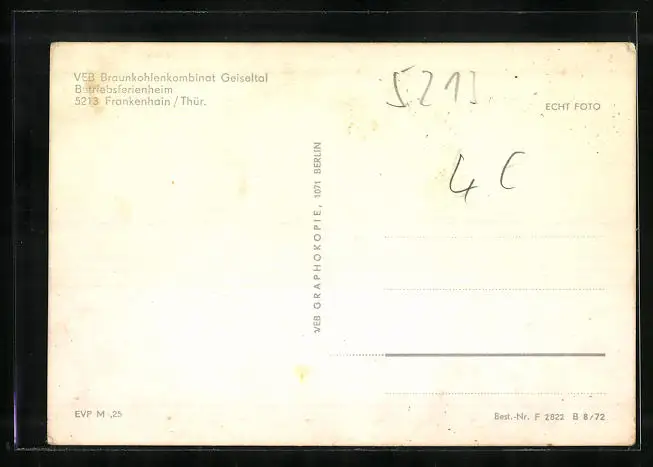 VEB Braunkohlenkombinat Geiseltal
Betriebsferienheim
5213 Frankenhain / Thür.
5213
ECHT FOTO
4 C
VEB GRAPHOKOPIE, 1071 BERLIN
EVP M ,25
Best.-Nr. F 2822 B 8/72